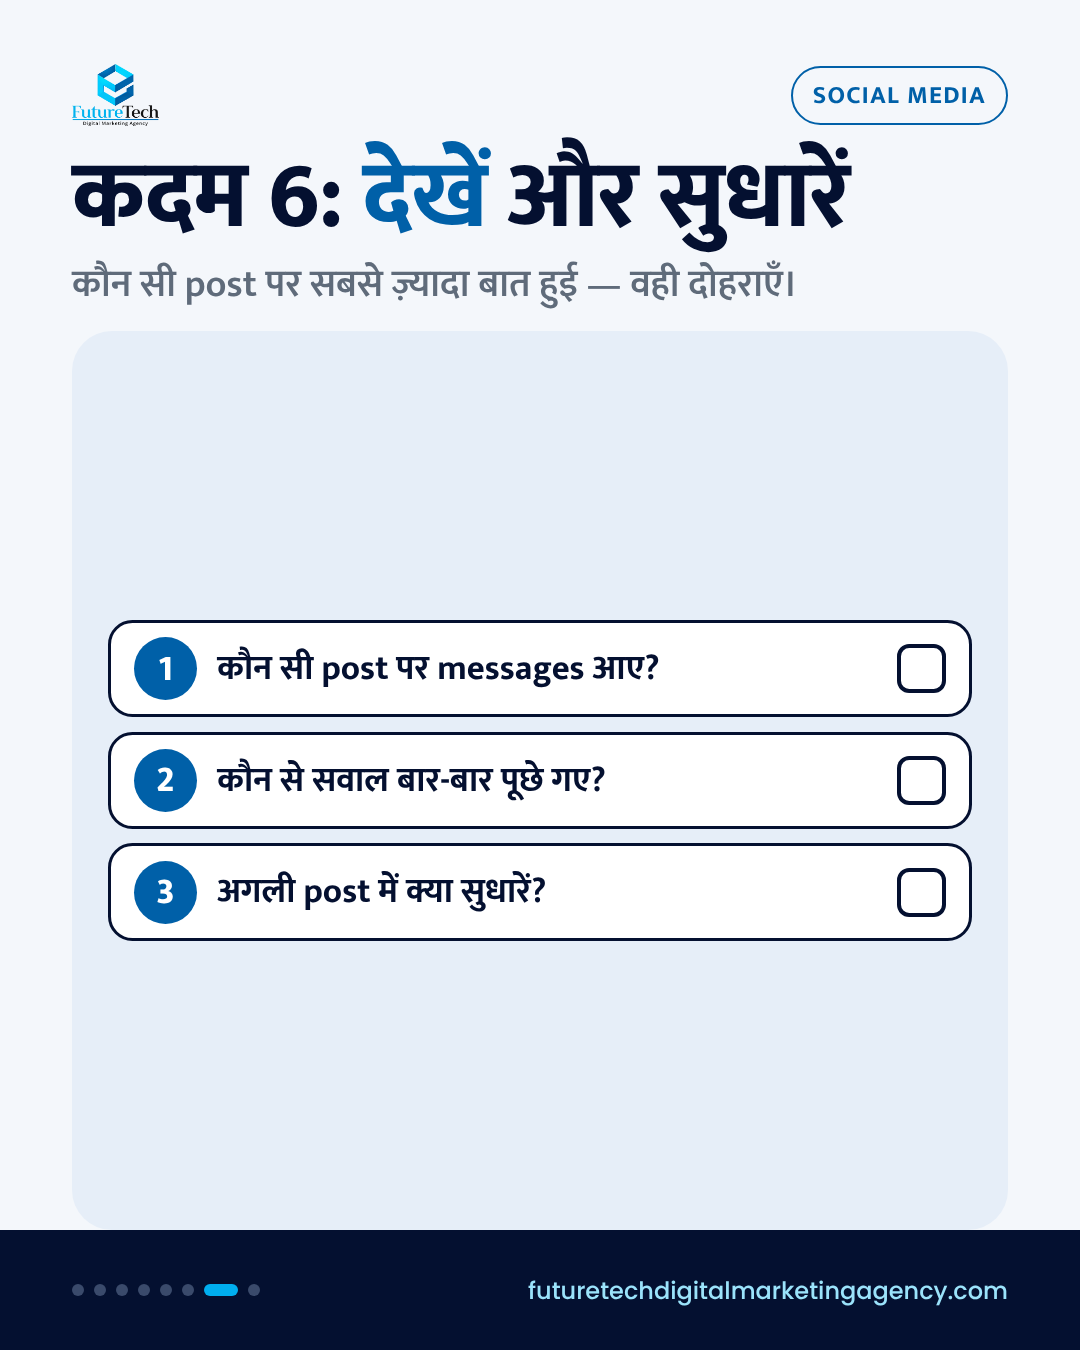 FutureTech
Digital Marketing Agency
SOCIAL MEDIA
कदम 6: देखें और सुधारें
कौन सी post पर सबसे ज़्यादा बात हुई — वही दोहराएँ।
1 कौन सी post पर messages आए?
2 कौन से सवाल बार-बार पूछे गए?
3 अगली post में क्या सुधारें?
futuretechdigitalmarketingagency.com